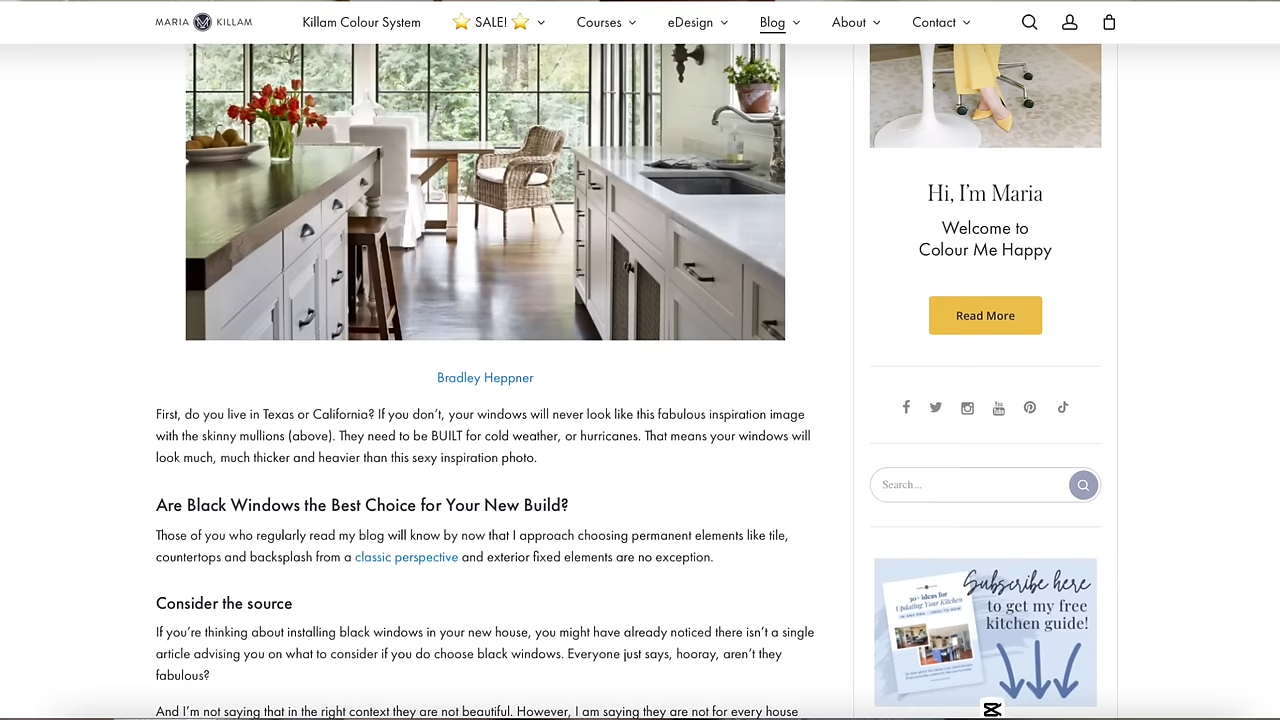 MARIA KILLAM
Killam Colour System
SALE!
Courses
eDesign
Blog
About
Contact
Bradley Heppner
First, do you live in Texas or California? If you don’t, your windows will never look like this fabulous inspiration image
with the skinny mullions (above). They need to be BUILT for cold weather, or hurricanes. That means your windows will
look much, much thicker and heavier than this sexy inspiration photo.
Are Black Windows the Best Choice for Your New Build?
Those of you who regularly read my blog will know by now that I approach choosing permanent elements like tile,
countertops and backsplash from a classic perspective and exterior fixed elements are no exception.
Consider the source
If you’re thinking about installing black windows in your new house, you might have already noticed there isn’t a single
article advising you on what to consider if you do choose black windows. Everyone just says, hooray, aren’t they
fabulous?
And I’m not saying that in the right context they are not beautiful. However, I am saying they are not for every house
Hi, I’m Maria
Welcome to
Colour Me Happy
Read More
You
Tube
Search...
Subscribe here
to get my free
kitchen guide!
30+ ideas for
Updating Your Kitchen